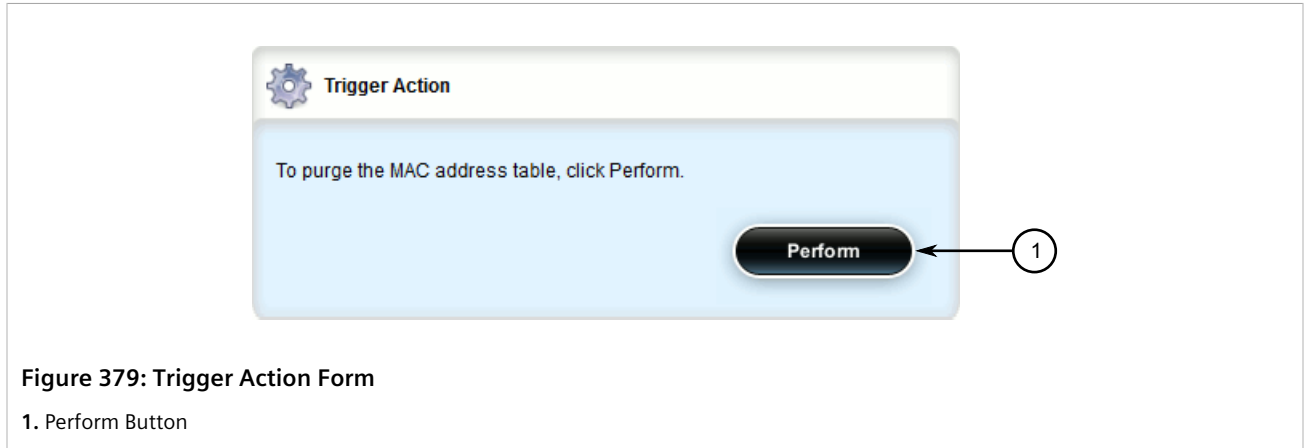 Trigger Action
To purge the MAC address table, click Perform.
Perform
1
Figure 379: Trigger Action Form
1. Perform Button